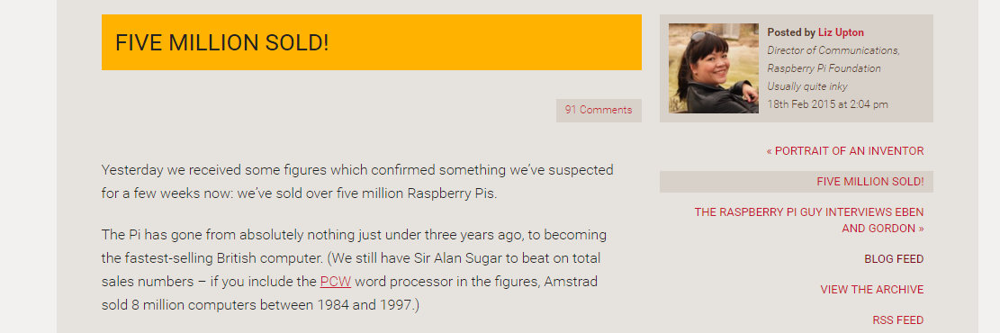 FIVE MILLION SOLD!
91 Comments
Yesterday we received some figures which confirmed something we've suspected
for a few weeks now: we've sold over five million Raspberry Pis.
The Pi has gone from absolutely nothing just under three years ago, to becoming
the fastest-selling British computer. (We still have Sir Alan Sugar to beat on total
sales numbers – if you include the PCW word processor in the figures, Amstrad
sold 8 million computers between 1984 and 1997.)
Posted by Liz Upton
Director of Communications,
Raspberry Pi Foundation
Usually quite inky
18th Feb 2015 at 2:04 pm
« PORTRAIT OF AN INVENTOR
FIVE MILLION SOLD!
THE RASPBERRY PI GUY INTERVIEWS EBEN
AND GORDON »
BLOG FEED
VIEW THE ARCHIVE
RSS FEED